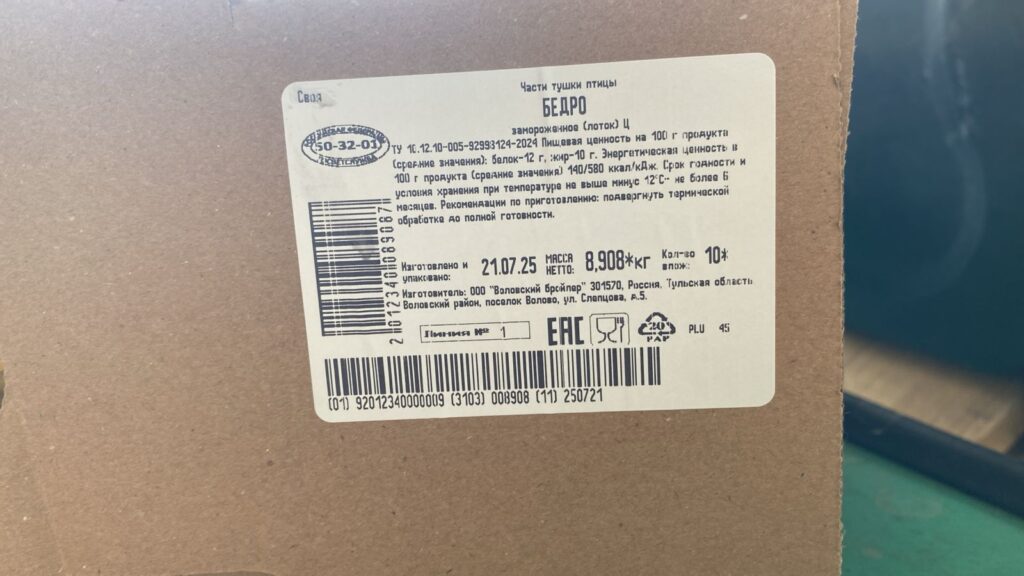 Своя
Части тушки птицы
БЕДРО
замороженное (лоток) Ц
50-32-01
ТУ 10.12.10-005-92993124-2024 Пищевая ценность на 100 г продукта
(средние значения): белок-12 г, жир-10 г. Энергетическая ценность в
100 г продукта (средние значения) 140/580 ккал/кДж. Срок годности и
условия хранения при температуре не выше минус 12°С- не более 6
месяцев. Рекомендации по приготовлению: подвергнуть термической
обработке до полной готовности.
Изготовлено и
упаковано:
21.07.25
МАССА
НЕТТО:
8,908*кг
Кол-во
влож:
10*
Изготовитель: ООО "Воловский бройлер" 301570, Россия, Тульская область
Воловский район, поселок Волово, ул. Слепцова, д.5.
Линия № 1
EAC
20
PAP
PLU 45
2012340089087
(01) 92012340000009 (3103) 008908 (11) 250721